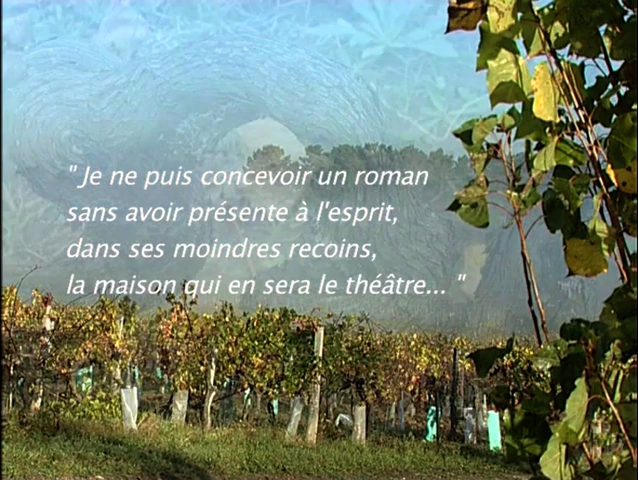 " Je ne puis concevoir un roman
sans avoir présente à l'esprit,
dans ses moindres recoins,
la maison qui en sera le théâtre... "